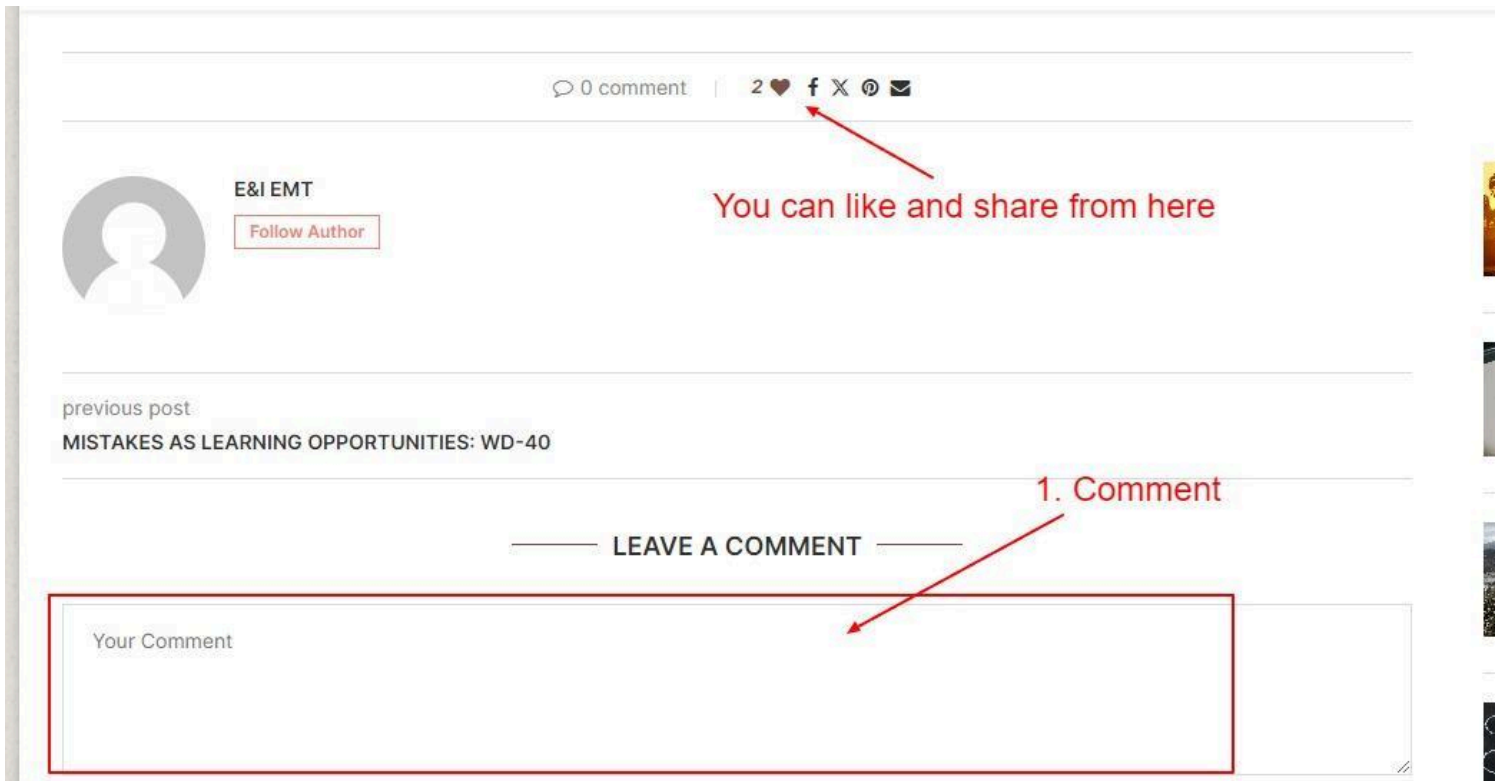 0 comment 2
E&I EMT
Follow Author
You can like and share from here
previous post
MISTAKES AS LEARNING OPPORTUNITIES: WD-40
1. Comment
LEAVE A COMMENT
Your Comment